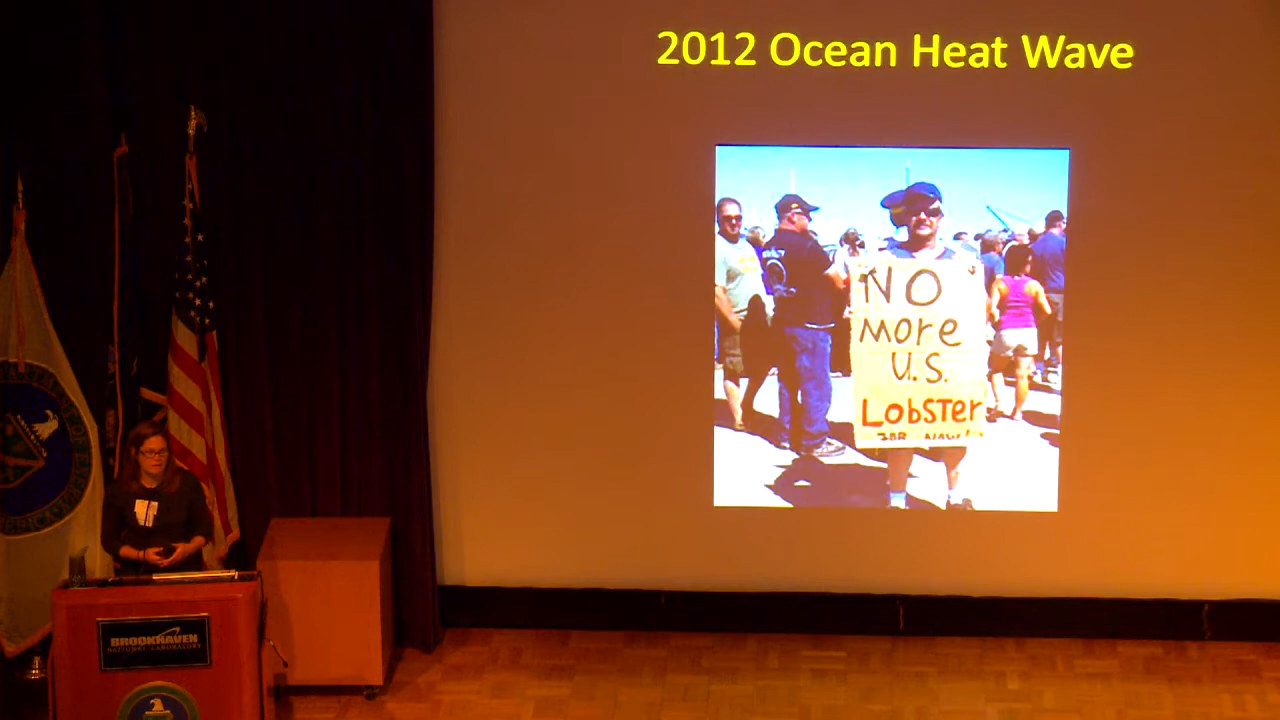 2012 Ocean Heat Wave
NO
more
U.S.
LobsTer
BROOKHAVEN
NATIONAL LABORATORY